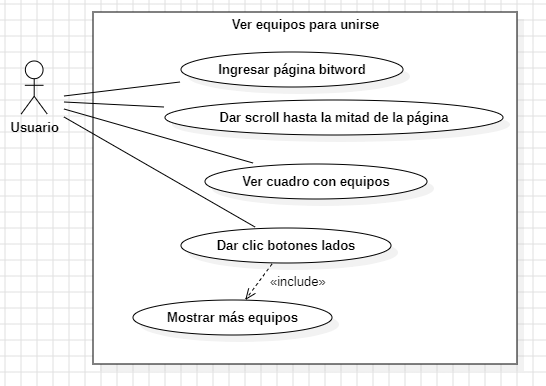 Ver equipos para unirse
Ingresar página bitword
Usuario
Dar scroll hasta la mitad de la página
Ver cuadro con equipos
Dar clic botones lados
«include»
Mostrar más equipos